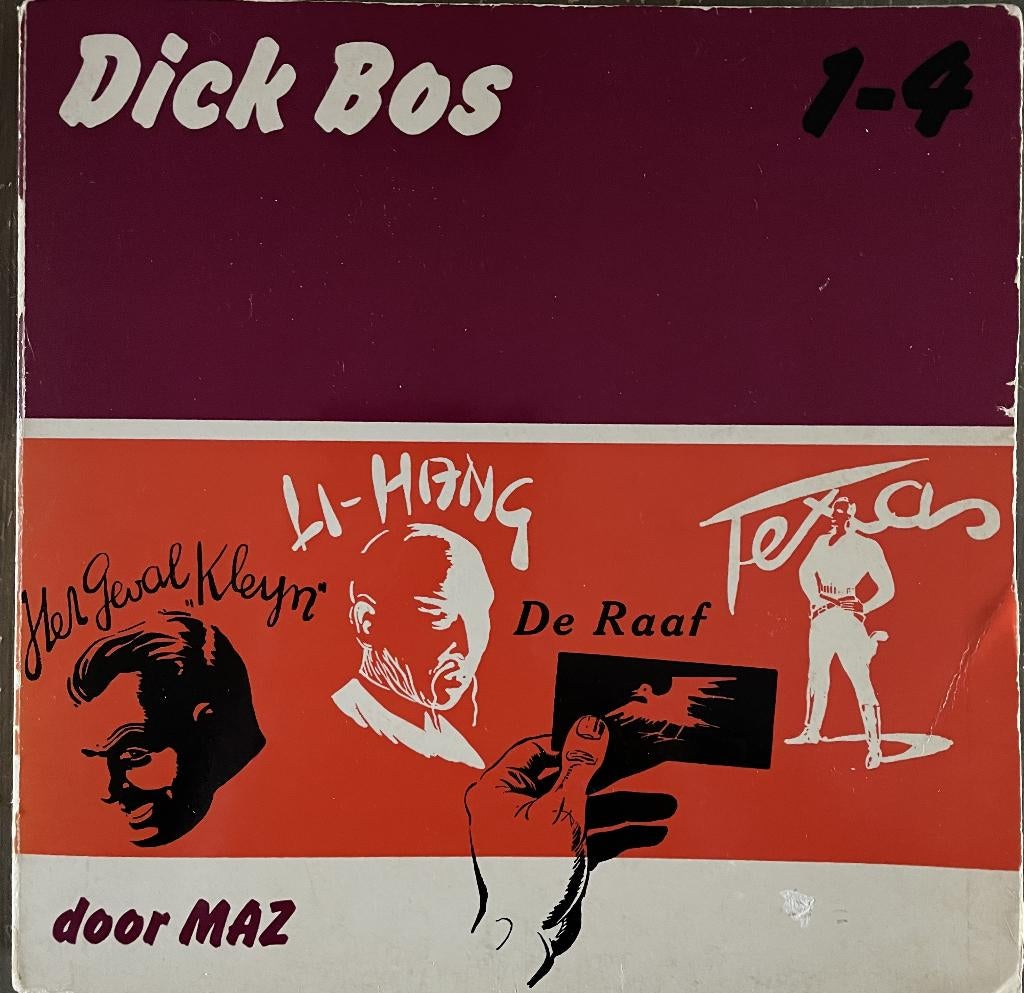 Dick Bos
1-4
LI-HANG
Texas
Het Geval „Kleyn"
De Raaf
door MAZ